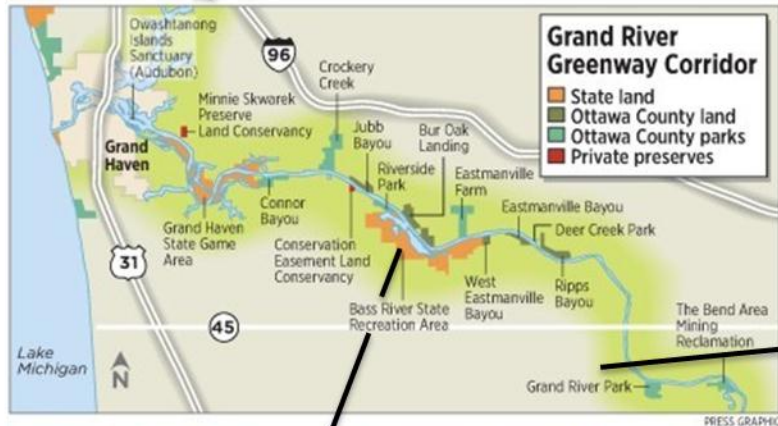 Owashtanong
Islands
Sanctuary
(Audubon)
96
Crockery
Creek
Grand River
Greenway Corridor
State land
Ottawa County land
Ottawa County parks
Private preserves
Minnie Skwarek
Preserve
Land Conservancy
Jubb
Bayou
Bur Oak
Landing
Grand
Haven
Riverside
Park
Eastmanville
Farm
Connor
Bayou
Eastmanville Bayou
Deer Creek Park
Grand Haven
State Game
Area
Conservation
Easement Land
Conservancy
31
West
Eastmanville
Bayou
Ripps
Bayou
Bass River State
Recreation Area
The Bend Area
Mining
Reclamation
45
Lake
Michigan
N
Grand River Park
PRESS GRAPHIC